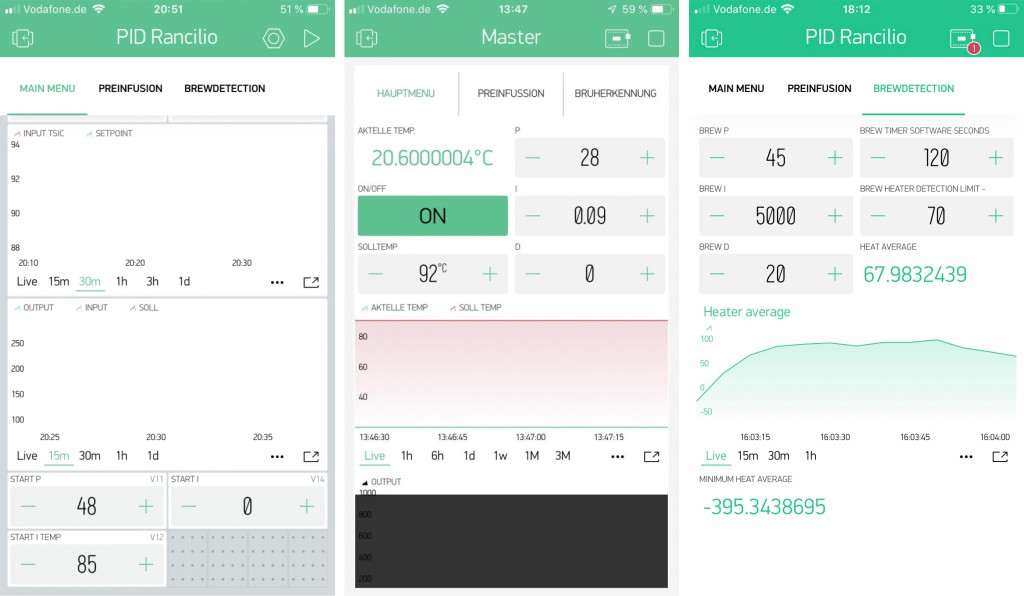 Vodafone.de 20:51 51 %
PID Rancilio
MAIN MENU PREINFUSION BREWDETECTION
INPUT TSIC SETPOINT
94
92
90
88
20:10 20:20 20:30
Live 15m 30m 1h 3h 1d
OUTPUT INPUT SOLL
250
200
150
100
20:25 20:30 20:35
Live 15m 30m 1h 1d
START P V11 START I V14
48 0
START I TEMP V12
85
Vodafone.de 13:47 59 %
Master
HAUPTMENU PREINFUSSION BRUHERKENNUNG
AKTELLE TEMP. P
20.6000004°C 28
ON/OFF I
ON 0.09
SOLLTEMP D
92°C 0
AKTELLE TEMP SOLL TEMP
80
60
40
13:46:30 13:46:45 13:47:00 13:47:15
Live 1h 6h 1d 1w 1M 3M
OUTPUT
1000
800
600
400
200
Vodafone.de 18:12 33 %
PID Rancilio 1
MAIN MENU PREINFUSION BREWDETECTION
BREW P BREW TIMER SOFTWARE SECONDS
45 120
BREW I BREW HEATER DETECTION LIMIT -
5000 70
BREW D HEAT AVERAGE
20 67.9832439
Heater average
100
50
0
-50
16:03:15 16:03:30 16:03:45 16:04:00
Live 15m 30m 1h
MINIMUM HEAT AVERAGE
-395.3438695